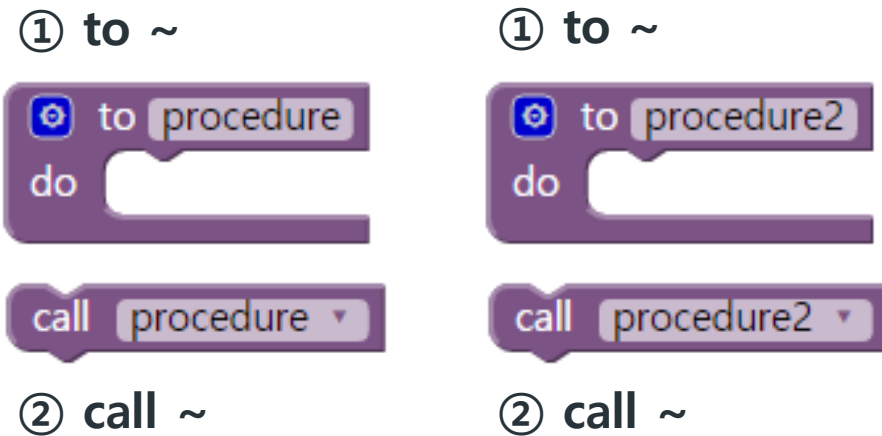 ① to ~
to procedure
do
call procedure
② call ~
① to ~
to procedure2
do
call procedure2
② call ~